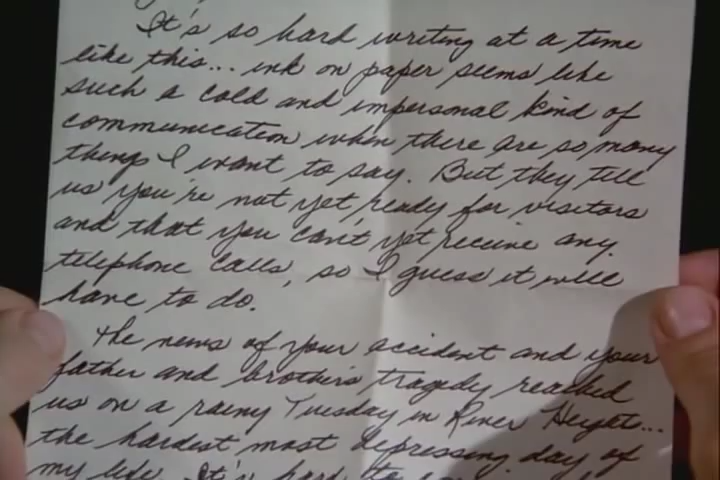 It's so hard writing at a time
like this... ink on paper seems like
such a cold and impersonal kind of
communication when there are so many
things I want to say. But they tell
us you're not yet ready for visitors
and that you can't yet receive any
telephone calls, so I guess it will
have to do.
The news of your accident and your
father and brother's tragedy reached
us on a rainy Tuesday in River Height...
the hardest most depressing day of
my life. It's hard to